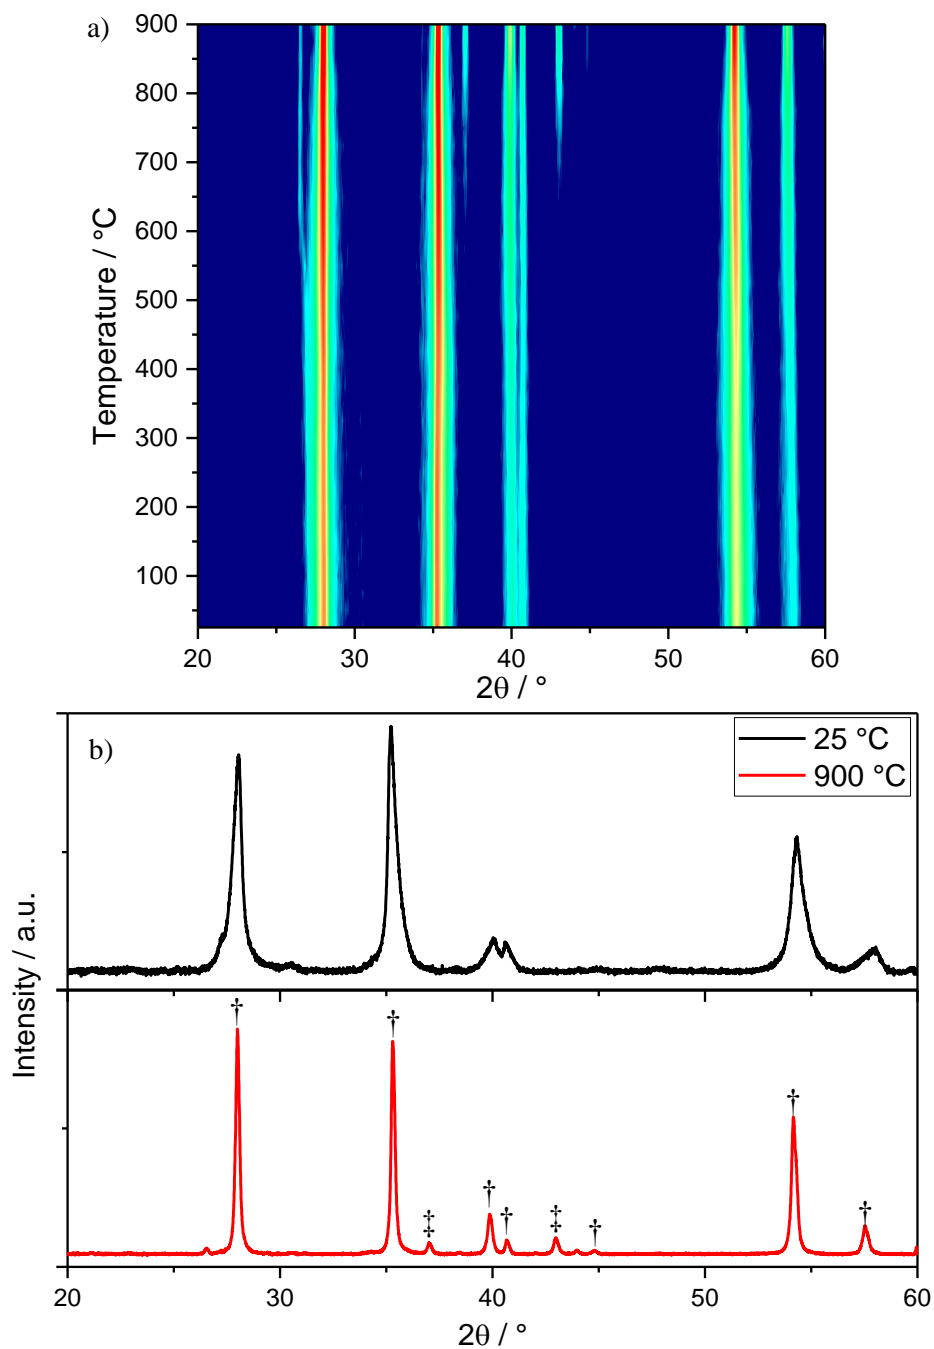 a)
900
800
700
600
500
400
300
200
100
Temperature / °C
20 30 40 50 60
2θ / °
b)
25 °C
900 °C
Intensity / a.u.
† † ‡ † † ‡ † † †
20 30 40 50 60
2θ / °